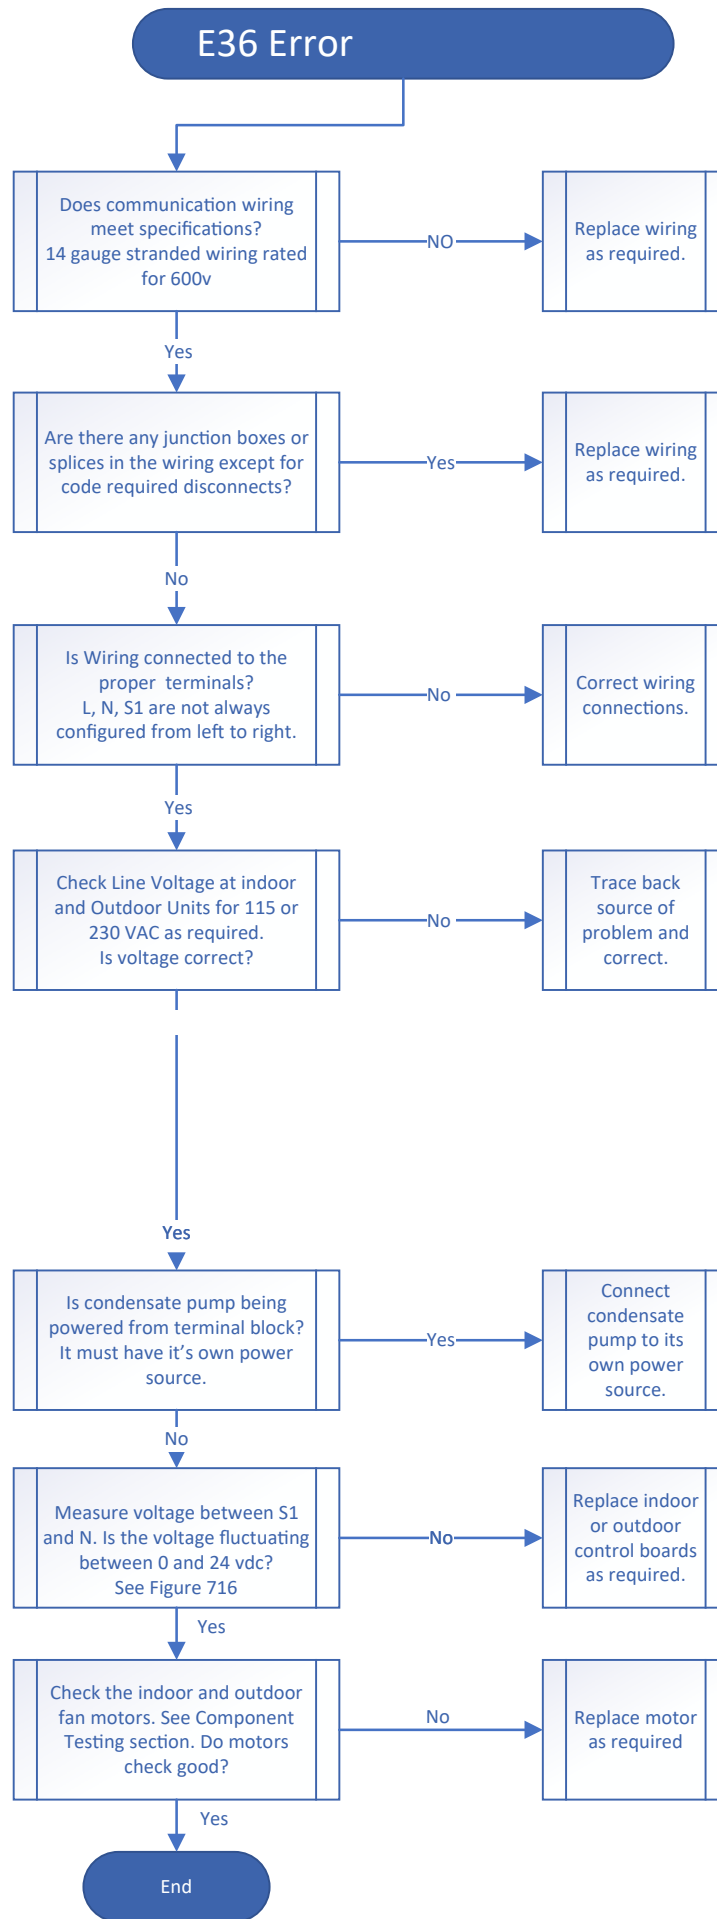 E36 Error
Does communication wiring
meet specifications?
14 gauge stranded wiring rated
for 600v
NO
Replace wiring
as required.
Yes
Are there any junction boxes or
splices in the wiring except for
code required disconnects?
Yes
Replace wiring
as required.
No
Is Wiring connected to the
proper terminals?
L, N, S1 are not always
configured from left to right.
No
Correct wiring
connections.
Yes
Check Line Voltage at indoor
and Outdoor Units for 115 or
230 VAC as required.
Is voltage correct?
No
Trace back
source of
problem and
correct.
Yes
Is condensate pump being
powered from terminal block?
It must have it’s own power
source.
Yes
Connect
condensate
pump to its
own power
source.
No
Measure voltage between S1
and N. Is the voltage fluctuating
between 0 and 24 vdc?
See Figure 716
No
Replace indoor
or outdoor
control boards
as required.
Yes
Check the indoor and outdoor
fan motors. See Component
Testing section. Do motors
check good?
No
Replace motor
as required
Yes
End